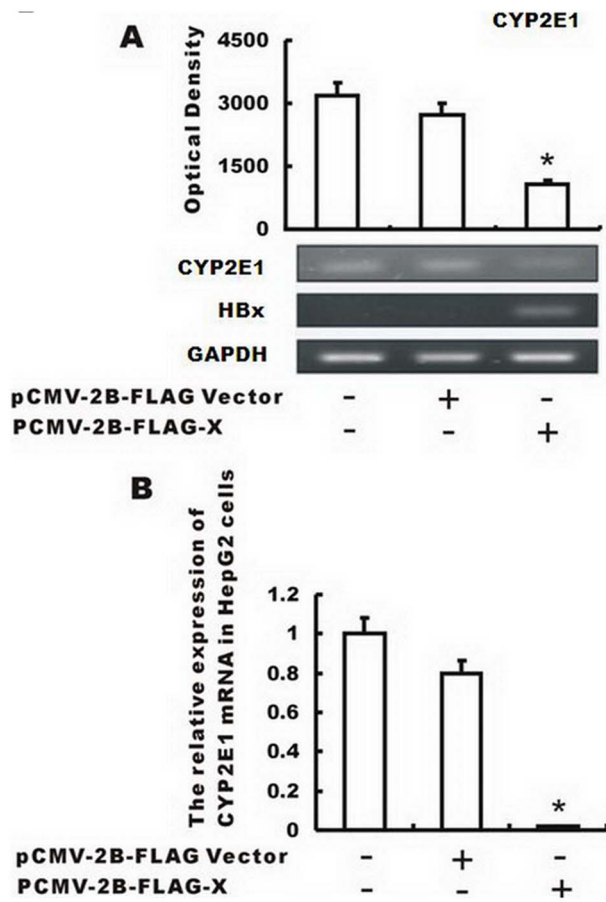 A
CYP2E1
Optical Density
4500
3000
1500
0
*
CYP2E1
HBx
GAPDH
pCMV-2B-FLAG Vector - + -
PCMV-2B-FLAG-X - - +
B
The relative expression of
CYP2E1 mRNA in HepG2 cells
1.2
1
0.8
0.6
0.4
0.2
0
*
pCMV-2B-FLAG Vector - + -
PCMV-2B-FLAG-X - - +